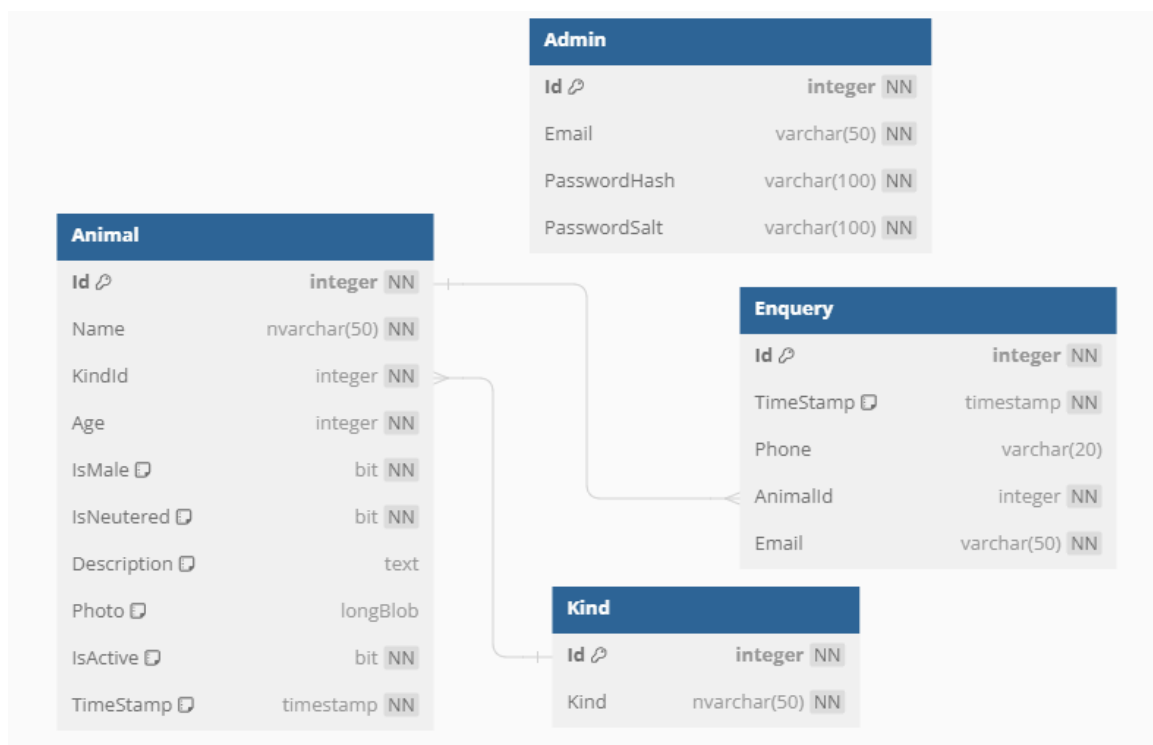 Admin
Id integer NN
Email varchar(50) NN
PasswordHash varchar(100) NN
PasswordSalt varchar(100) NN
Animal
Id integer NN
Name nvarchar(50) NN
KindId integer NN
Age integer NN
IsMale bit NN
IsNeutered bit NN
Description text
Photo longBlob
IsActive bit NN
TimeStamp timestamp NN
Enquery
Id integer NN
TimeStamp timestamp NN
Phone varchar(20)
AnimalId integer NN
Email varchar(50) NN
Kind
Id integer NN
Kind nvarchar(50) NN